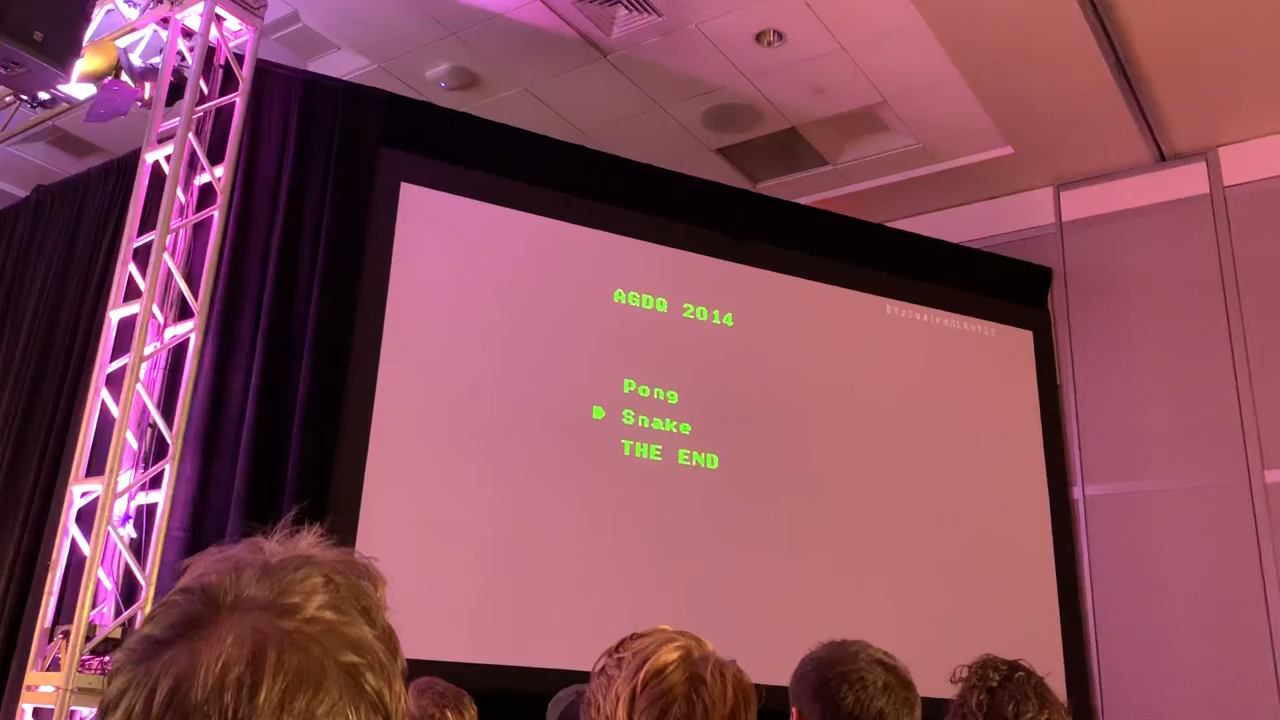 AGDQ 2014
Pong
Snake
THE END